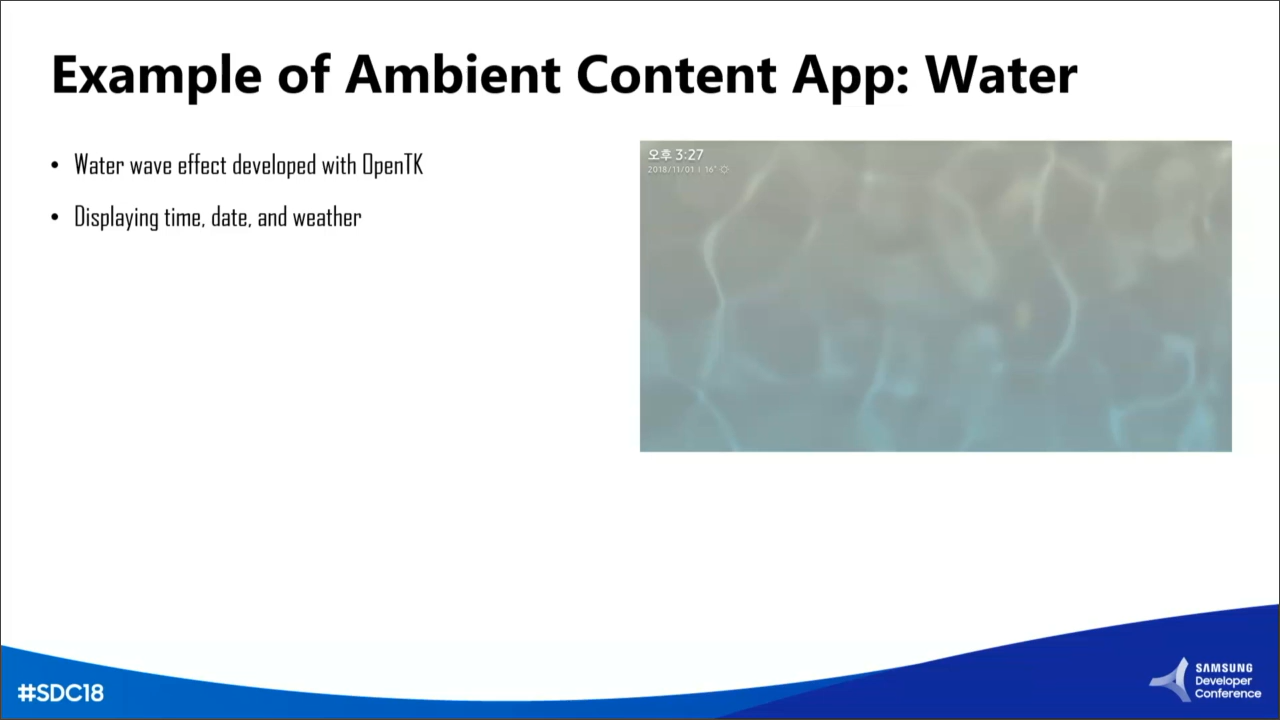 Example of Ambient Content App: Water
• Water wave effect developed with OpenTK
• Displaying time, date, and weather
오후 3:27
2018/11/01 | 16°
#SDC18
SAMSUNG
Developer
Conference